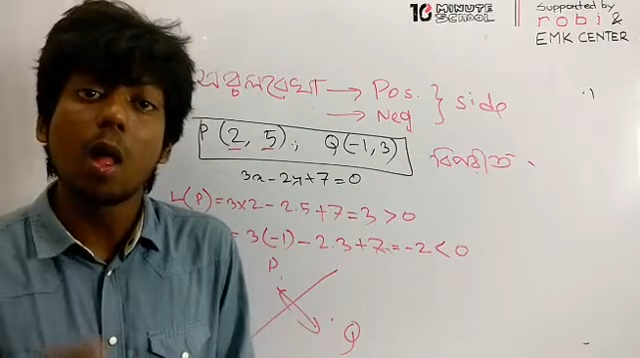 10 MINUTE SCHOOL
Supported by
robi &
EMK CENTER
সরলরেখা → Pos. } side
→ Neg
P (2, 5) ; Q(-1,3)
বিপরীত
3x-2y+7=0
L(P) = 3×2 - 2.5+7 = 3 > 0
= 3(-1) - 2.3+7 = -2 < 0
P
Q